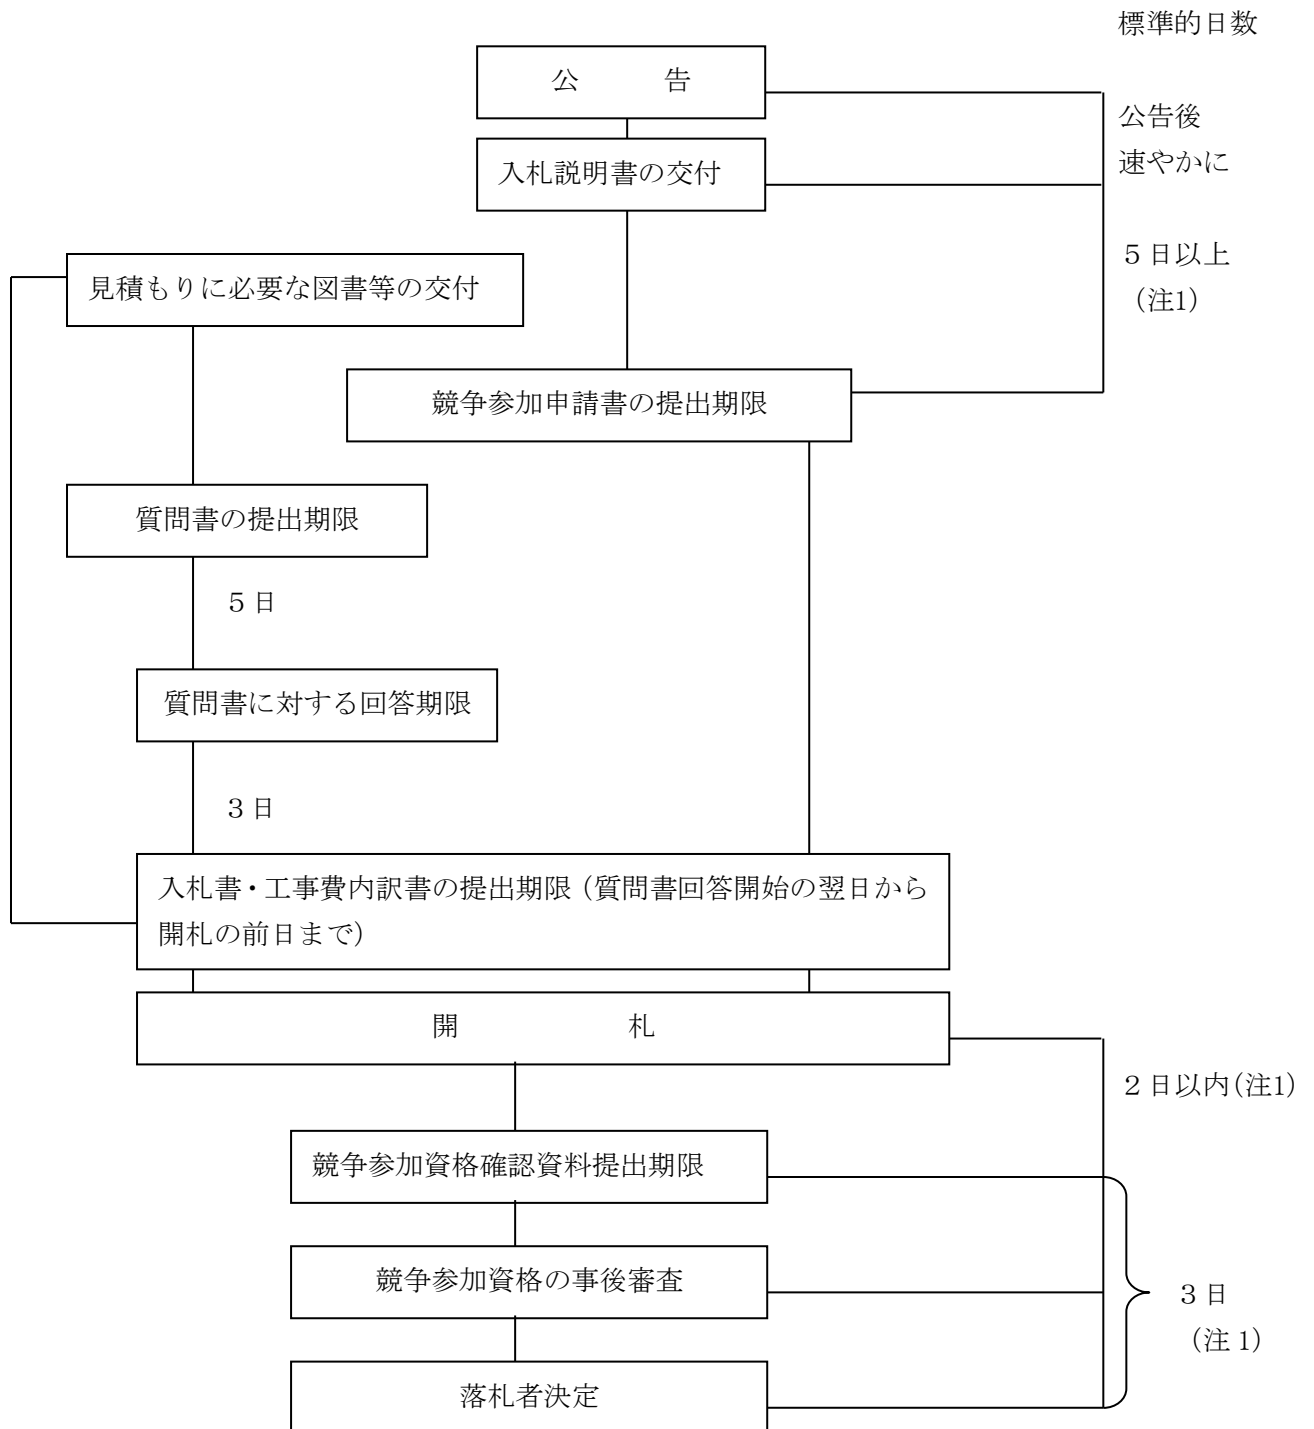 標準的日数
公　　　告
公告後
速やかに
入札説明書の交付
５日以上
（注1）
見積もりに必要な図書等の交付
競争参加申請書の提出期限
質問書の提出期限
５日
質問書に対する回答期限
３日
入札書・工事費内訳書の提出期限（質問書回答開始の翌日から
開札の前日まで）
開　　　　　　札
２日以内（注1）
競争参加資格確認資料提出期限
競争参加資格の事後審査
３日
（注 1）
落札者決定